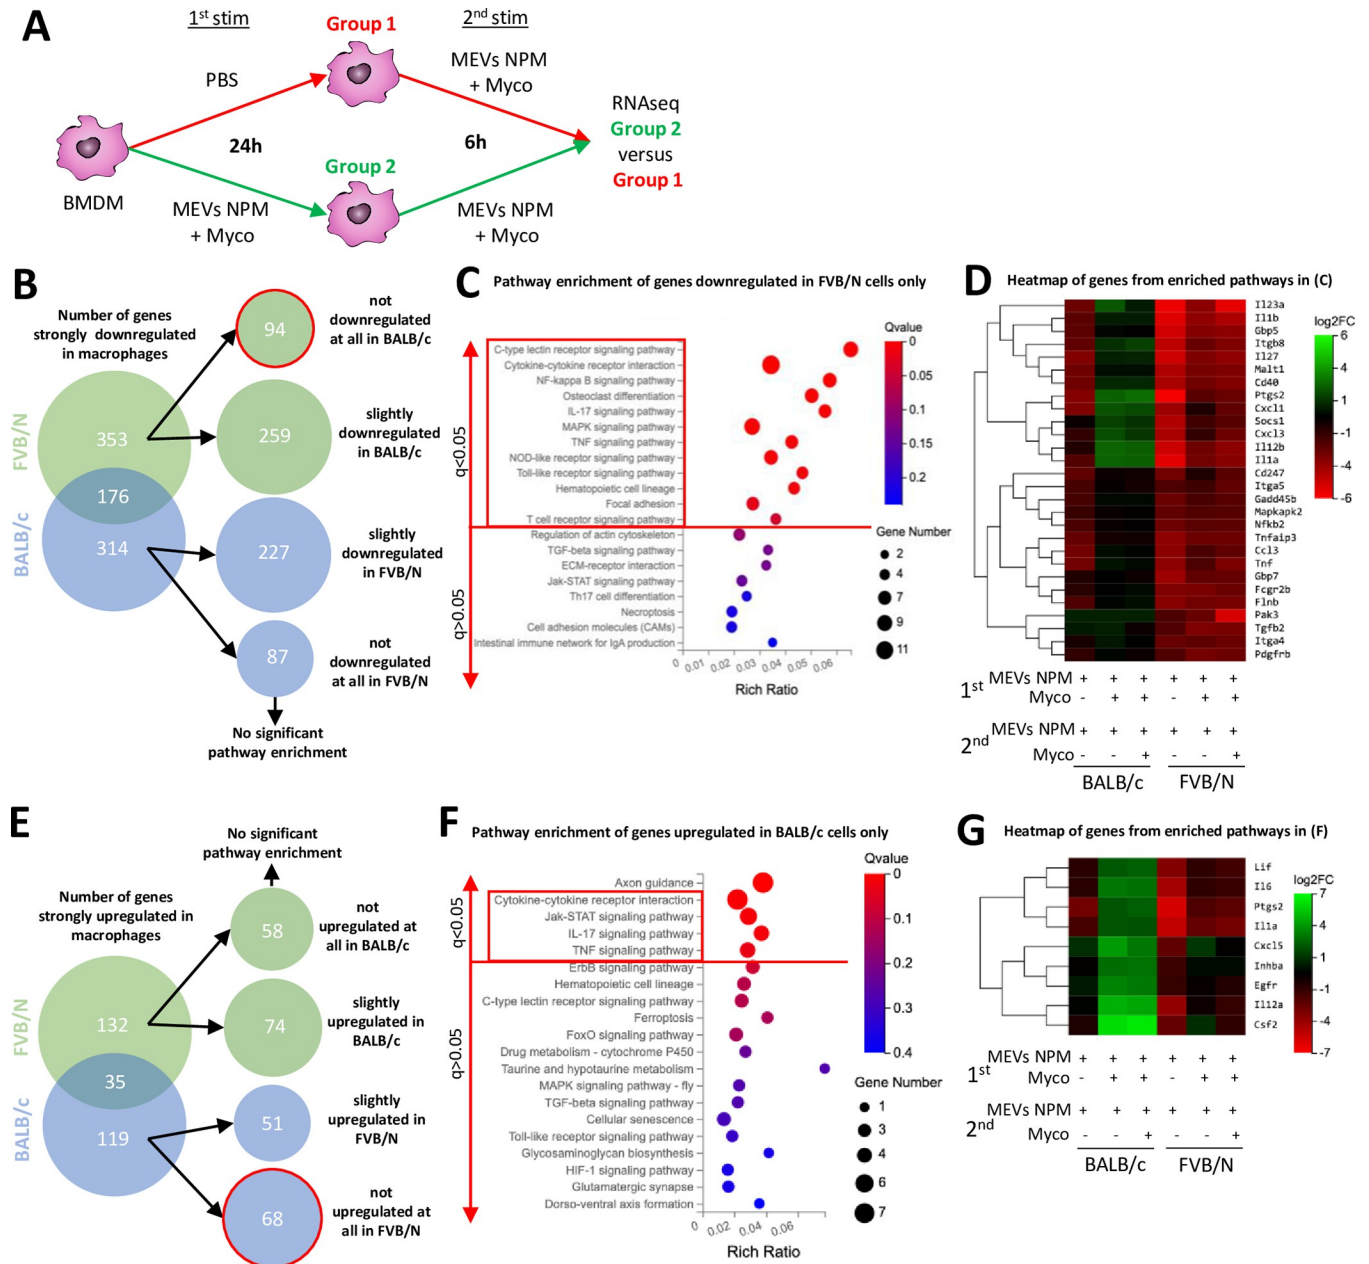 A
1st stim
Group 1
2nd stim
PBS
MEVs NPM
+ Myco
24h
6h
BMDM
Group 2
MEVs NPM
+ Myco
MEVs NPM
+ Myco
RNAseq
Group 2
versus
Group 1
B
Number of genes
strongly downregulated
in macrophages
FVB/N
BALB/c
353
176
314
94
not
downregulated
at all in BALB/c
259
slightly
downregulated
in BALB/c
227
slightly
downregulated
in FVB/N
87
not
downregulated
at all in FVB/N
No significant
pathway enrichment
C
Pathway enrichment of genes downregulated in FVB/N cells only
q<0.05
q>0.05
C-type lectin receptor signaling pathway
Cytokine-cytokine receptor interaction
NF-kappa B signaling pathway
Osteoclast differentiation
IL-17 signaling pathway
MAPK signaling pathway
TNF signaling pathway
NOD-like receptor signaling pathway
Toll-like receptor signaling pathway
Hematopoietic cell lineage
Focal adhesion
T cell receptor signaling pathway
Regulation of actin cytoskeleton
TGF-beta signaling pathway
ECM-receptor interaction
Jak-STAT signaling pathway
Th17 cell differentiation
Necroptosis
Cell adhesion molecules (CAMs)
Intestinal immune network for IgA production
0 0.01 0.02 0.03 0.04 0.05 0.06
Rich Ratio
Qvalue
0
0.05
0.1
0.15
0.2
Gene Number
2
4
7
9
11
D
Heatmap of genes from enriched pathways in (C)
Il23a
Il1b
Gbp5
Itgb8
Il27
Malt1
Cd40
Ptgs2
Cxcl1
Socs1
Cxcl3
Il12b
Il1a
Cd247
Itga5
Gadd45b
Mapkapk2
Nfkb2
Tnfaip3
Ccl3
Tnf
Gbp7
Fcgr2b
Flnb
Pak3
Tgfb2
Itga4
Pdgfrb
log2FC
6
4
1
-1
-4
-6
1st MEVs NPM + + + + + +
Myco - + + - + +
2nd MEVs NPM + + + + + +
Myco - - + - - +
BALB/c FVB/N
E
No significant
pathway enrichment
Number of genes
strongly upregulated in
macrophages
FVB/N
BALB/c
132
35
119
58
not
upregulated at
all in BALB/c
74
slightly
upregulated in
BALB/c
51
slightly
upregulated in
FVB/N
68
not
upregulated at
all in FVB/N
F
Pathway enrichment of genes upregulated in BALB/c cells only
q<0.05
q>0.05
Axon guidance
Cytokine-cytokine receptor interaction
Jak-STAT signaling pathway
IL-17 signaling pathway
TNF signaling pathway
ErbB signaling pathway
Hematopoietic cell lineage
C-type lectin receptor signaling pathway
Ferroptosis
FoxO signaling pathway
Drug metabolism - cytochrome P450
Taurine and hypotaurine metabolism
MAPK signaling pathway - fly
TGF-beta signaling pathway
Cellular senescence
Toll-like receptor signaling pathway
Glycosaminoglycan biosynthesis
HIF-1 signaling pathway
Glutamatergic synapse
Dorso-ventral axis formation
0 0.02 0.04 0.06
Rich Ratio
Qvalue
0
0.1
0.2
0.3
0.4
Gene Number
1
3
4
6
7
G
Heatmap of genes from enriched pathways in (F)
Lif
Il6
Ptgs2
Il1a
Cxcl5
Inhba
Egfr
Il12a
Csf2
log2FC
7
4
1
-1
-4
-7
1st MEVs NPM + + + + + +
Myco - + + - + +
2nd MEVs NPM + + + + + +
Myco - - + - - +
BALB/c FVB/N